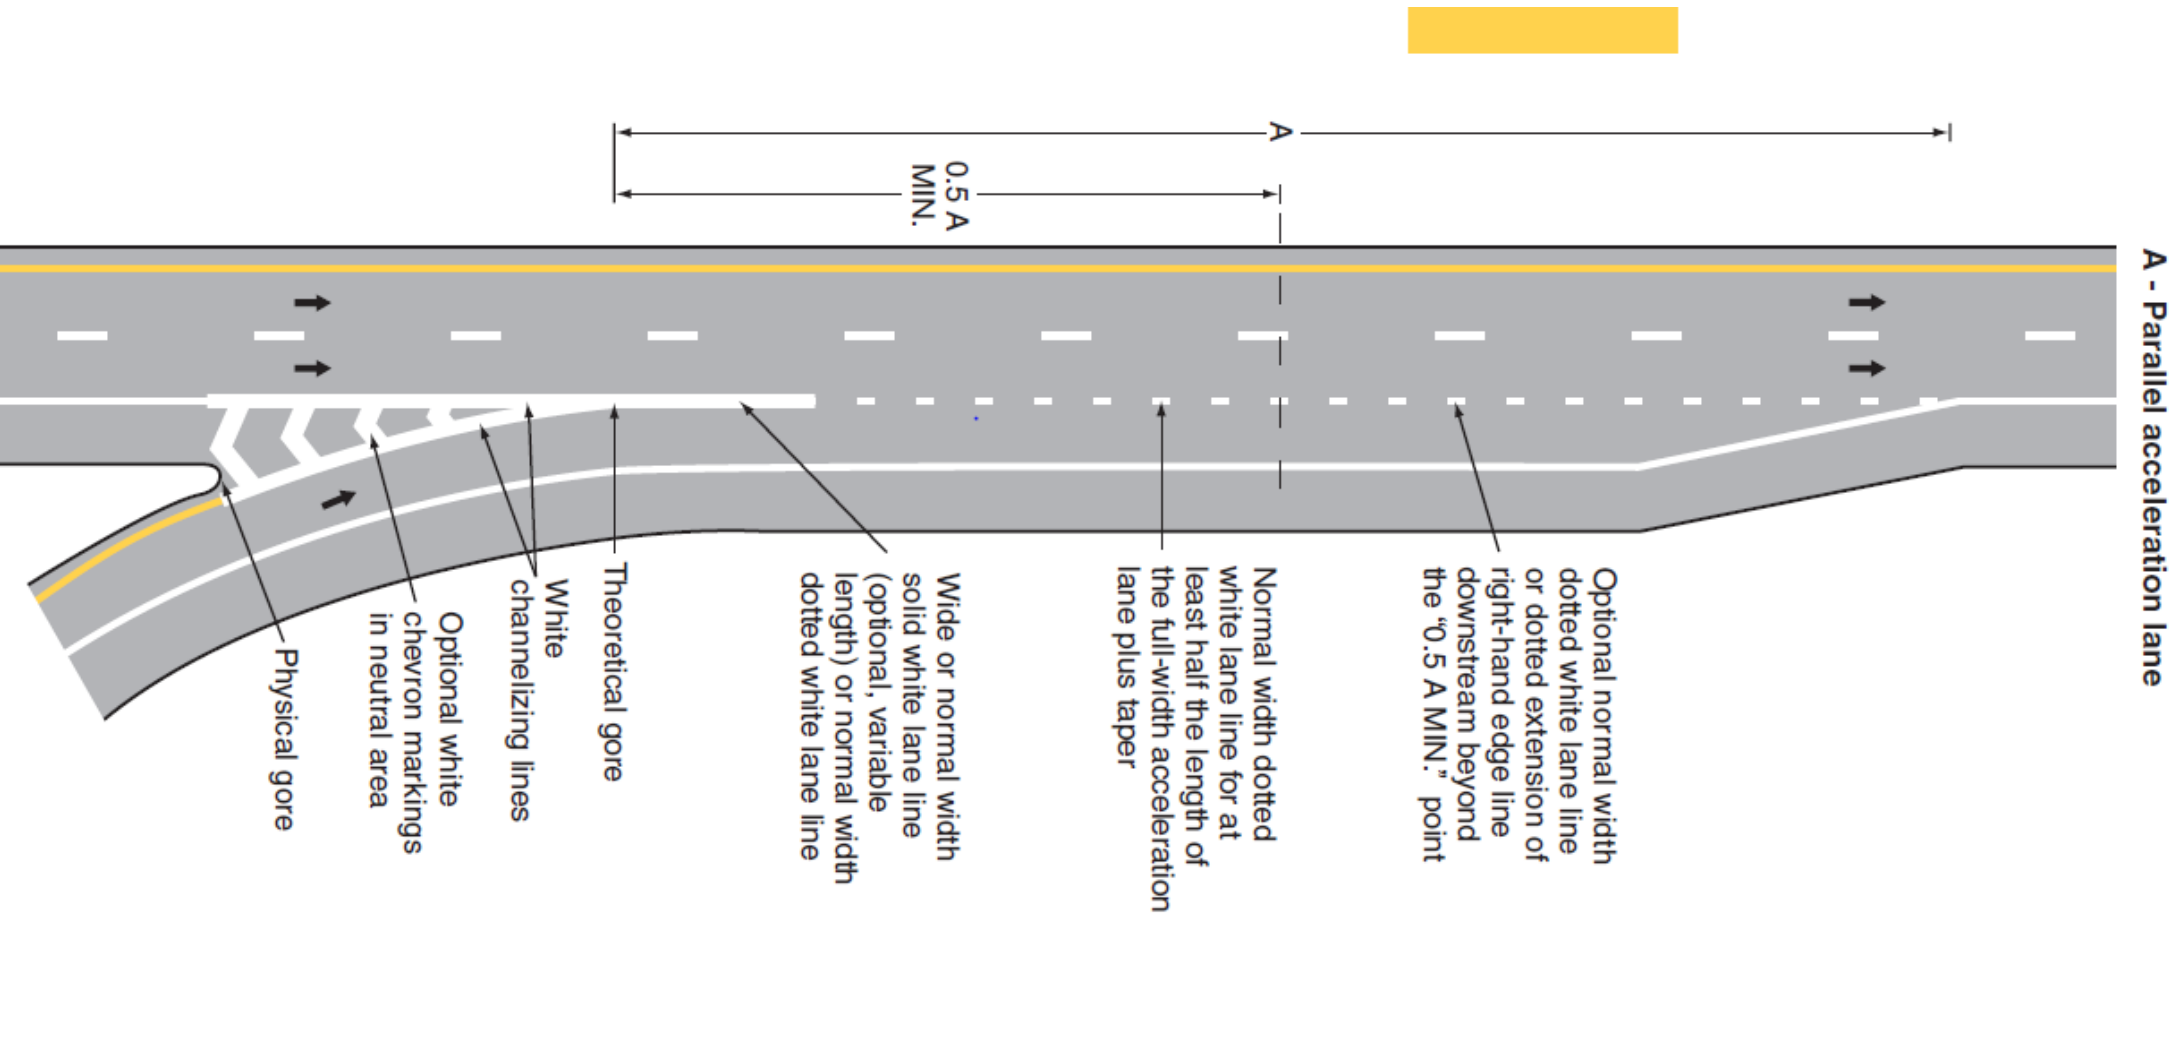 A - Parallel acceleration lane
A
0.5 A
MIN.
Optional normal width
dotted white lane line
or dotted extension of
right-hand edge line
downstream beyond
the “0.5 A MIN.” point
Normal width dotted
white lane line for at
least half the length of
the full-width acceleration
lane plus taper
Wide or normal width
solid white lane line
(optional, variable
length) or normal width
dotted white lane line
Theoretical gore
White
channelizing lines
Optional white
chevron markings
in neutral area
Physical gore